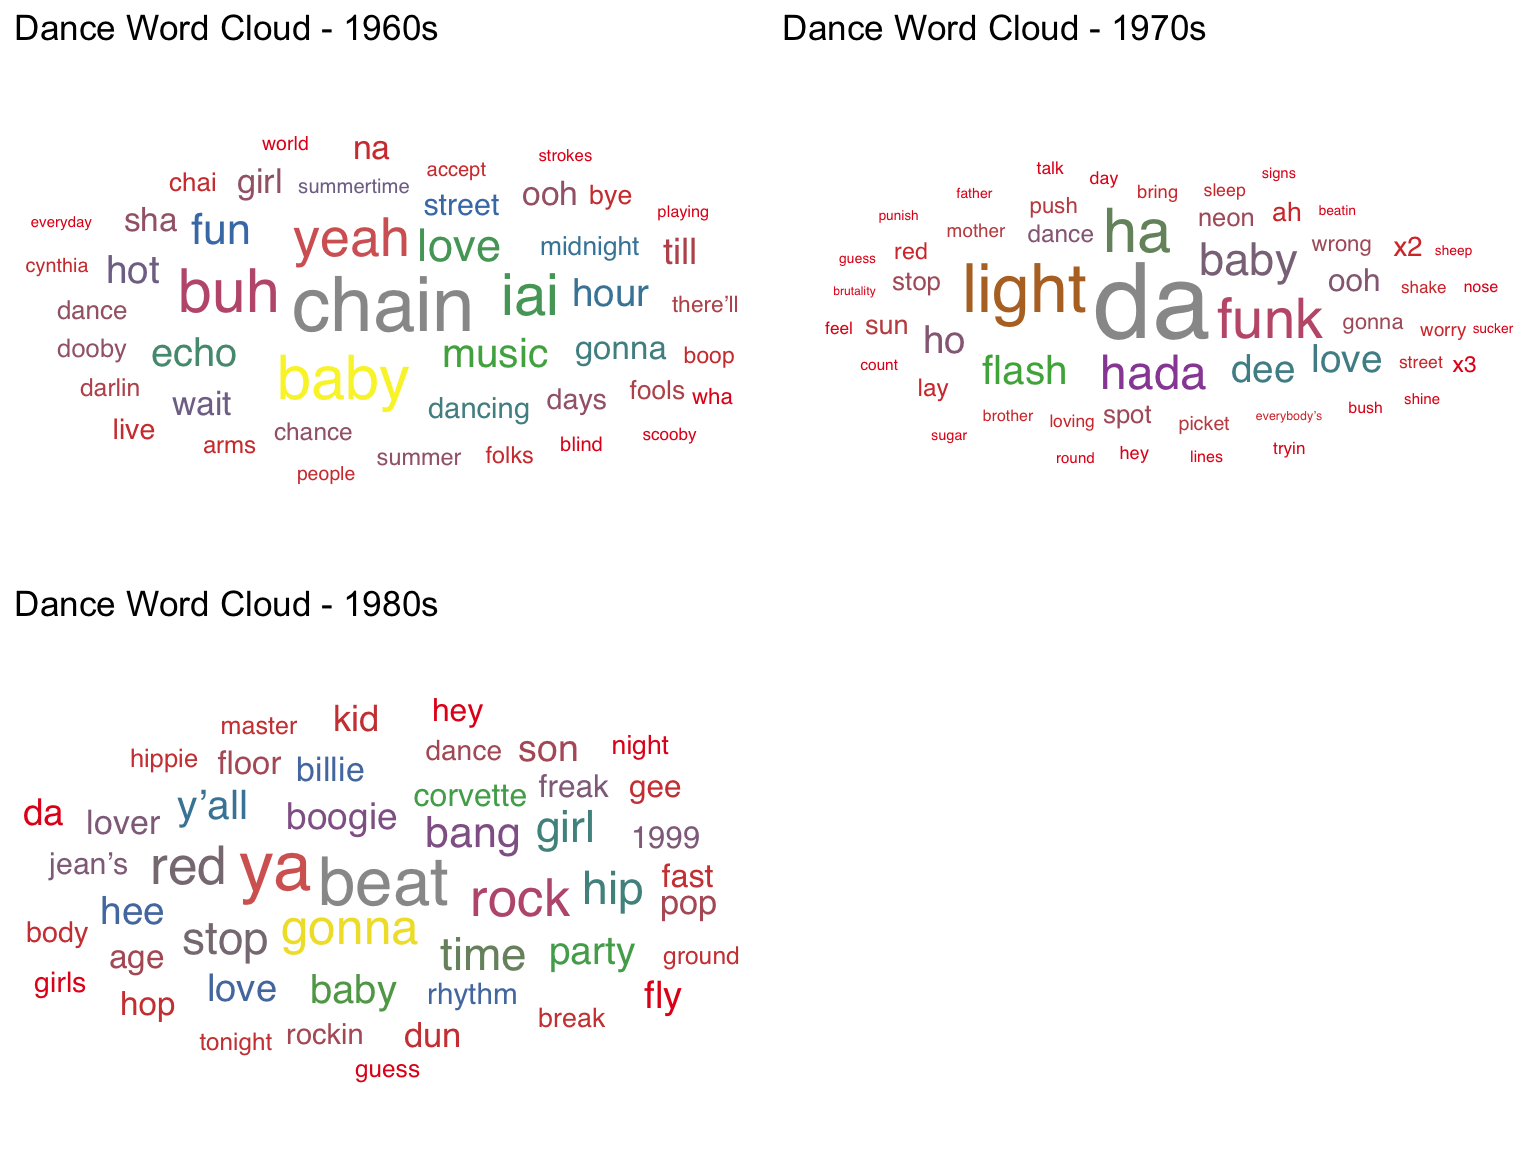 Dance Word Cloud - 1960s
world na strokes
accept
chai girl summertime ooh bye
street playing
everyday sha fun yeah love midnight till
cynthia hot
buh chain iai hour there'll
dance
dooby echo music gonna boop
baby
darlin wait dancing days fools wha
live arms chance blind scooby
summer folks
people
Dance Word Cloud - 1970s
talk day signs
father bring sleep
punish push ha neon ah beatin
mother dance
guess red baby wrong x2 sheep
brutality stop light da ooh shake nose
feel sun ho funk gonna worry sucker
count flash hada dee love street x3
lay
brother loving spot picket everybody's bush shine
sugar
round hey lines tryin
Dance Word Cloud - 1980s
master kid hey
hippie floor billie dance son night
corvette freak gee
da lover y'all boogie bang girl 1999
jean's red ya beat rock hip fast
hee pop
body stop gonna time party ground
age
girls love baby rhythm fly
hop break
tonight rockin dun
guess